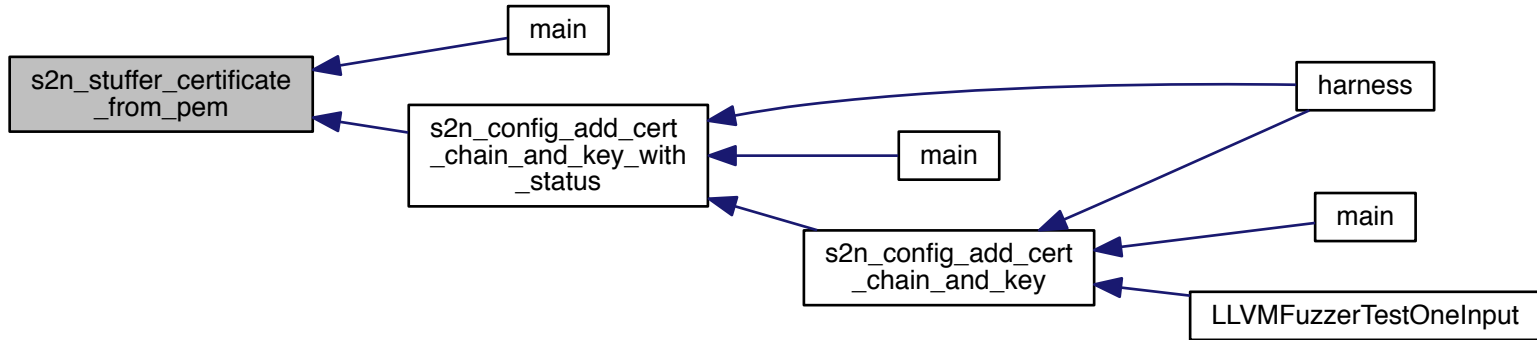 main
s2n_stuffer_certificate
_from_pem
harness
s2n_config_add_cert
_chain_and_key_with
_status
main
main
s2n_config_add_cert
_chain_and_key
LLVMFuzzerTestOneInput